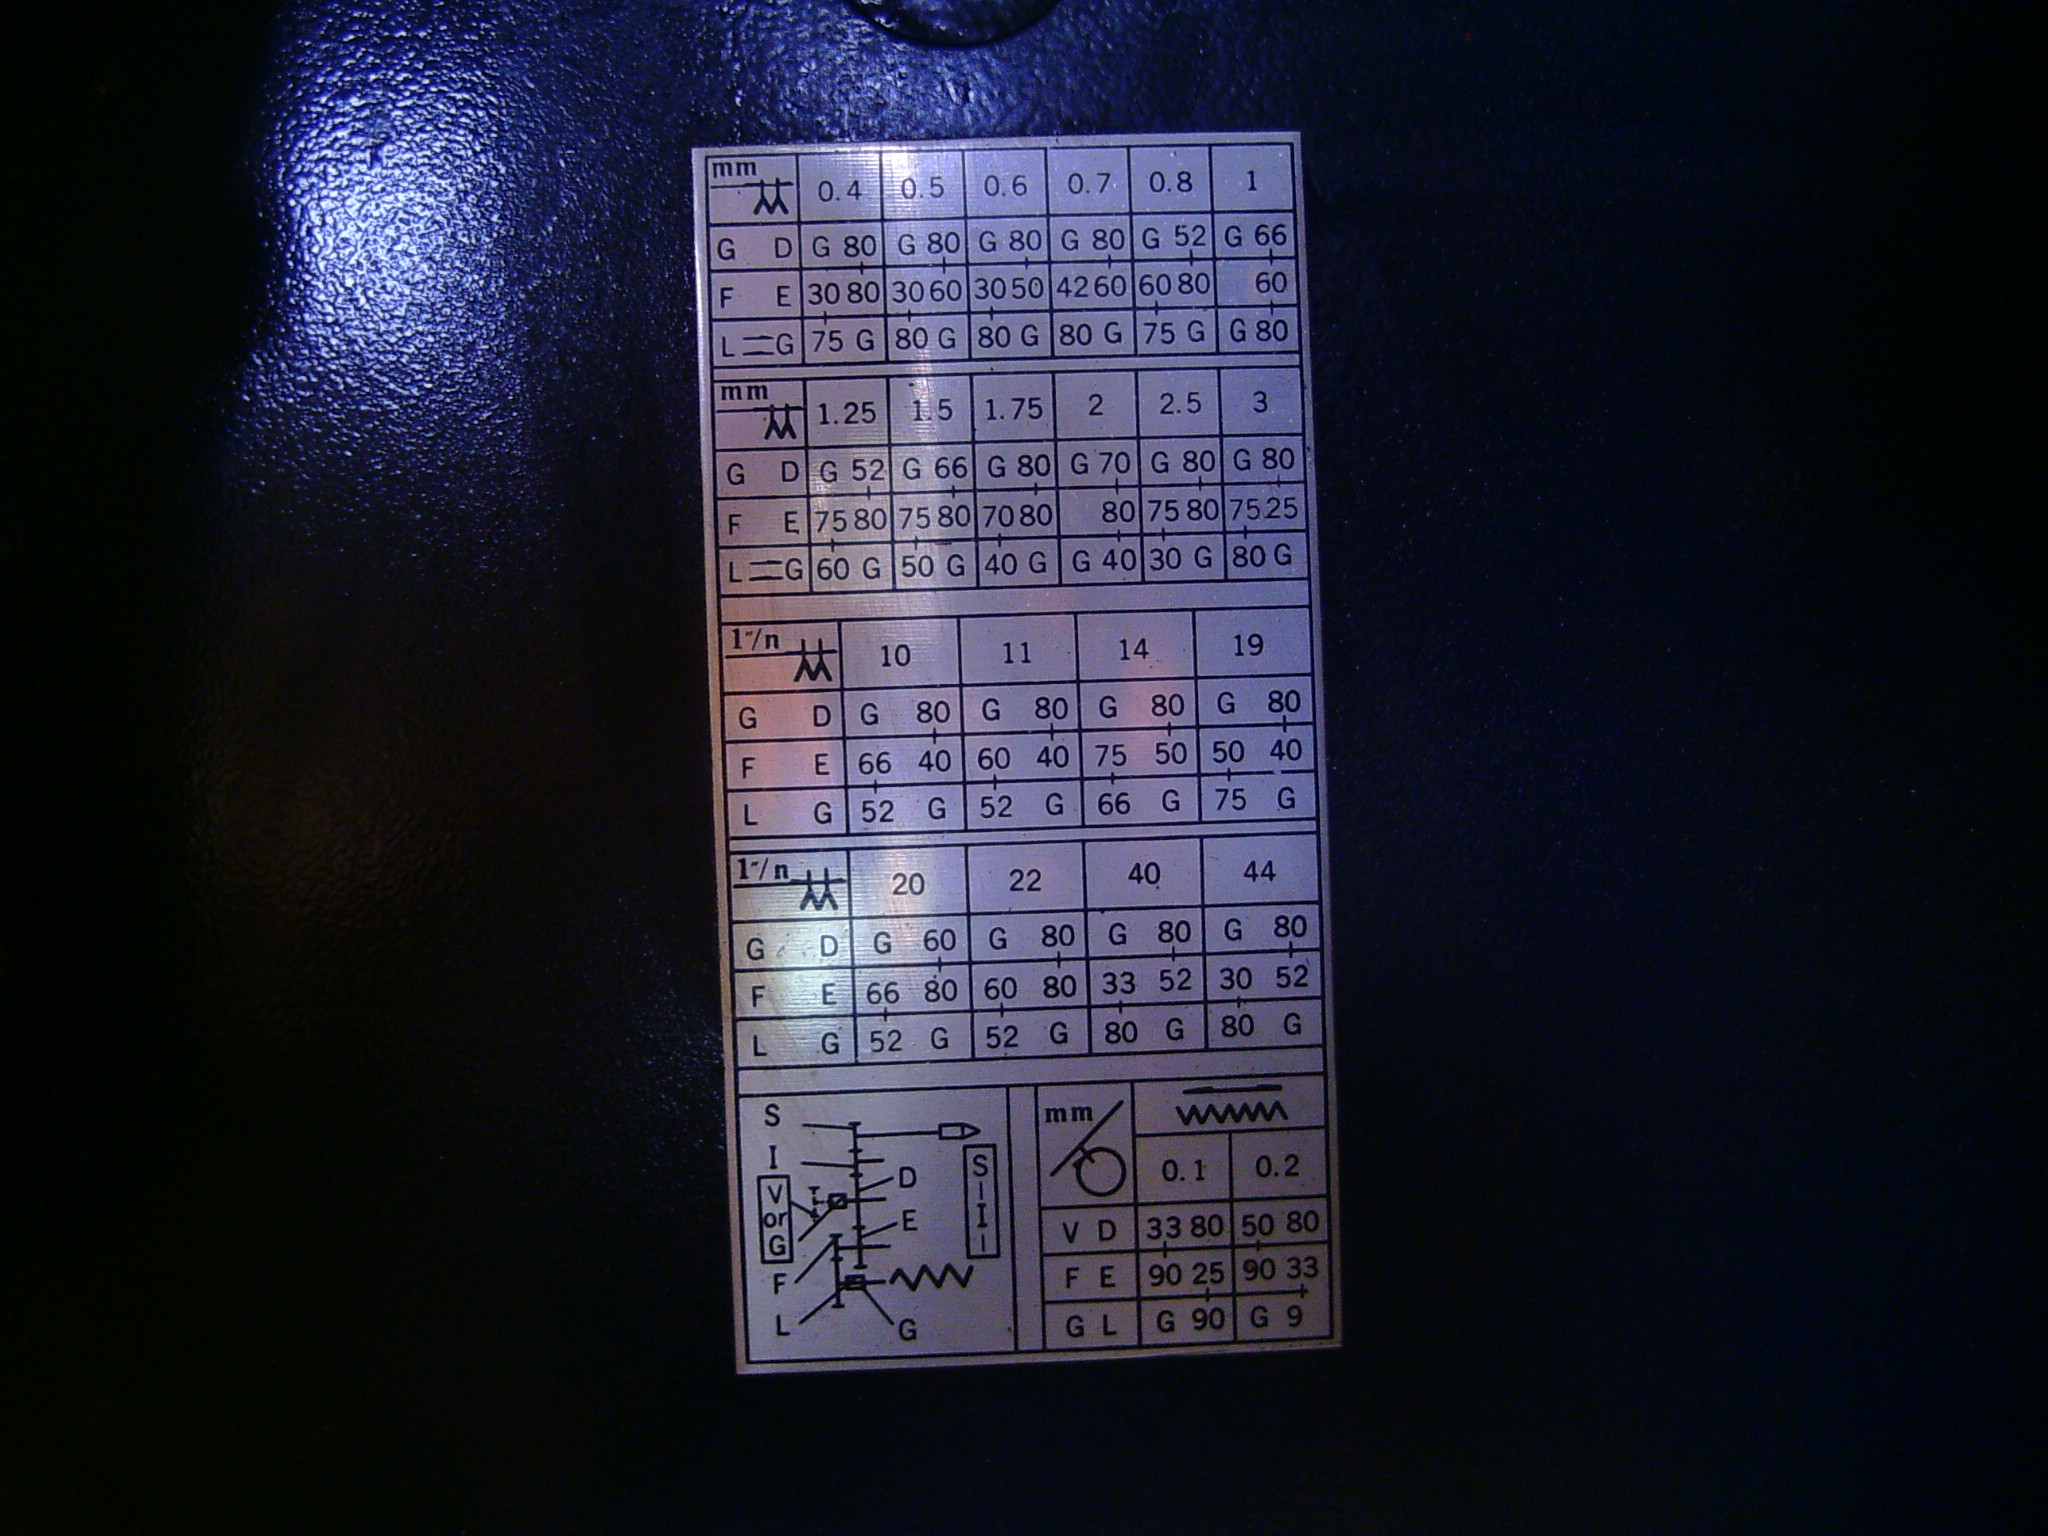 mm 0.4 0.5 0.6 0.7 0.8 1
G D G 80 G 80 G 80 G 80 G 52 G 66
F E 30 80 30 60 30 50 42 60 60 80 60
L G 75 G 80 G 80 G 80 G 75 G G 80
mm 1.25 1.5 1.75 2 2.5 3
G D G 52 G 66 G 80 G 70 G 80 G 80
F E 75 80 75 80 70 80 80 75 80 75 25
L G 60 G 50 G 40 G G 40 30 G 80 G
1"/n 10 11 14 19
G D G 80 G 80 G 80 G 80
F E 66 40 60 40 75 50 50 40
L G 52 G 52 G 66 G 75 G
1"/n 20 22 40 44
G D G 60 G 80 G 80 G 80
F E 66 80 60 80 33 52 30 52
L G 52 G 52 G 80 G 80 G
S
I
V
or
G
F
L
D
E
G
S
I
mm
0.1 0.2
V D 33 80 50 80
F E 90 25 90 33
G L G 90 G 9